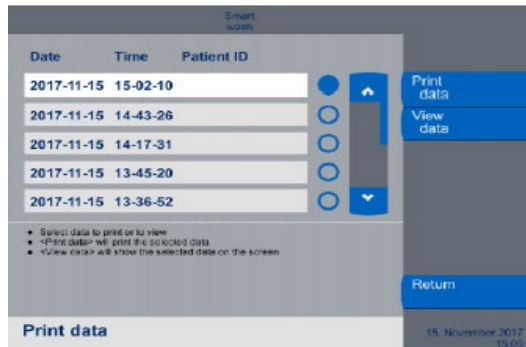 Smart
wash
Date Time Patient ID
2017-11-15 15-02-10
2017-11-15 14-43-26
2017-11-15 14-17-31
2017-11-15 13-45-20
2017-11-15 13-36-52
Print
data
View
data
• Select data to print or to view
• <Print data> will print the selected data
• <View data> will show the selected data on the screen
Return
Print data
15. November 2017
15:05